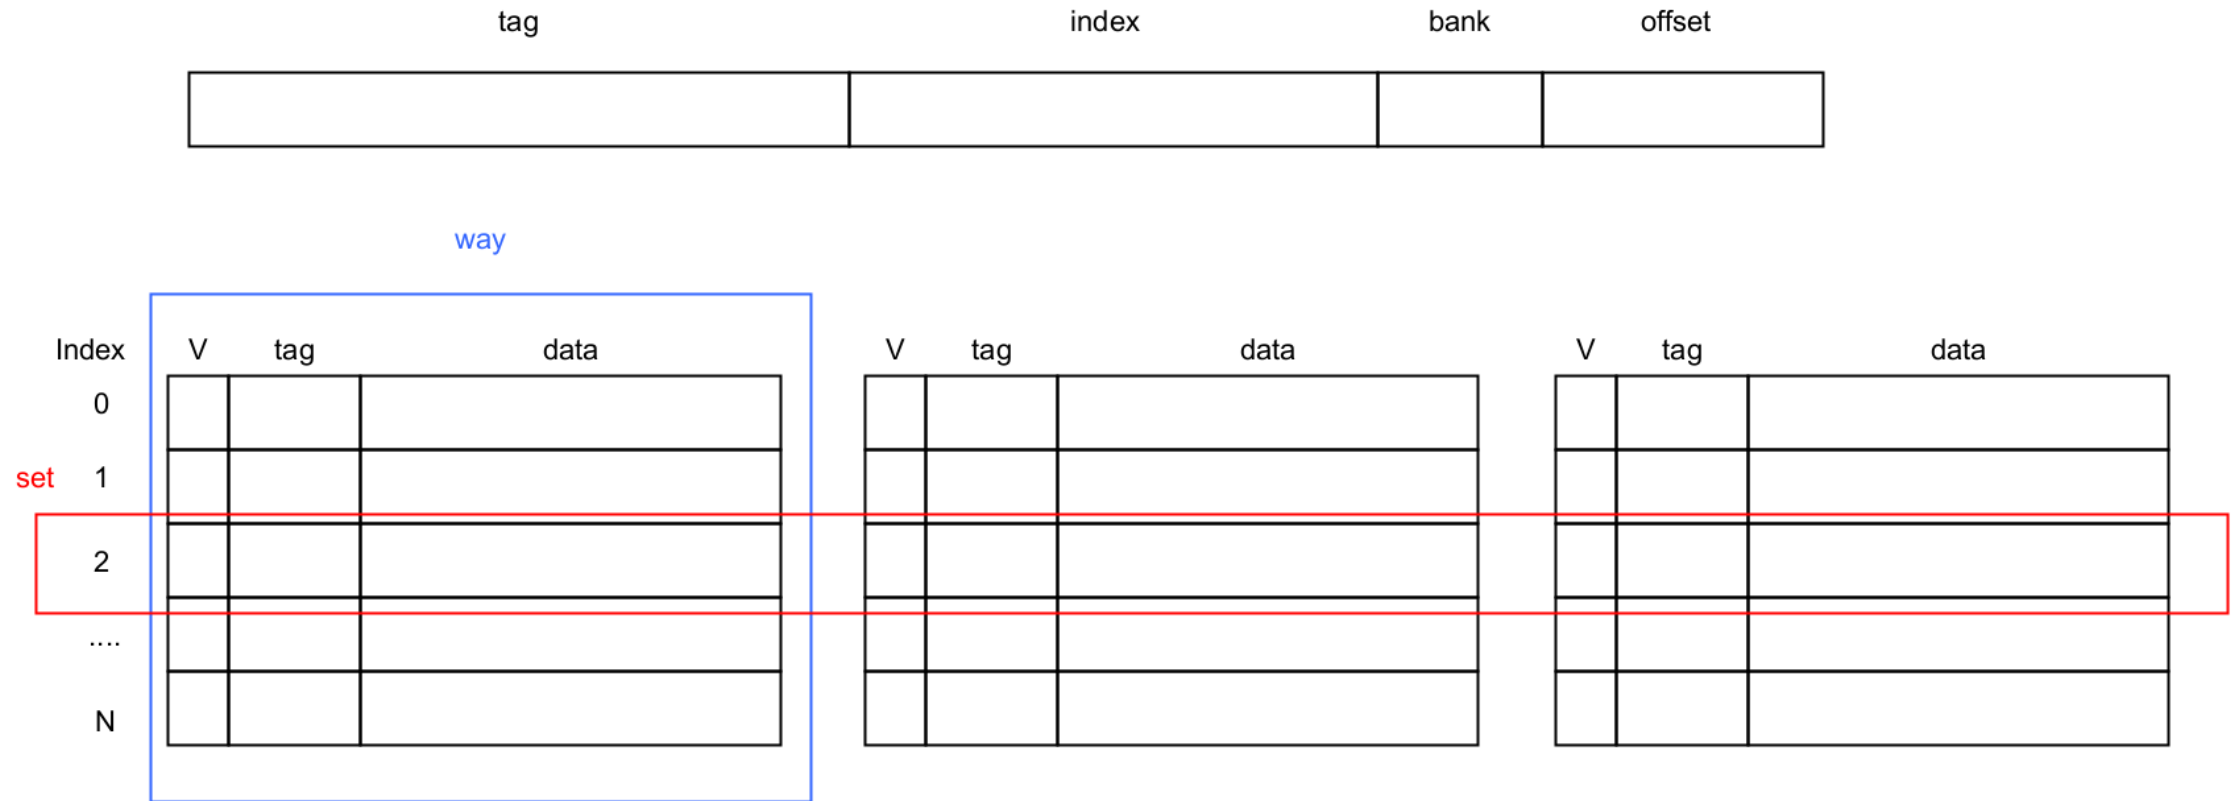 tag index bank offset
way
Index V tag data V tag data V tag data
0
set 1
2
....
N